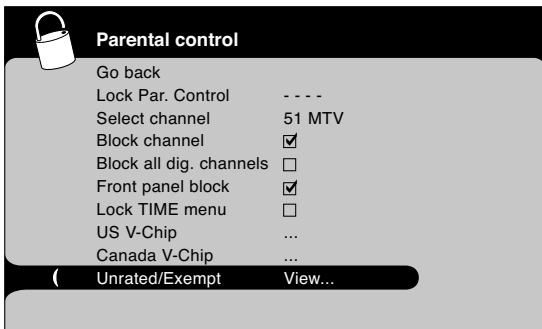 Parental control
Go back
Lock Par. Control - - - -
Select channel 51 MTV
Block channel ☑
Block all dig. channels ☐
Front panel block ☑
Lock TIME menu ☐
US V-Chip ...
Canada V-Chip ...
Unrated/Exempt View...